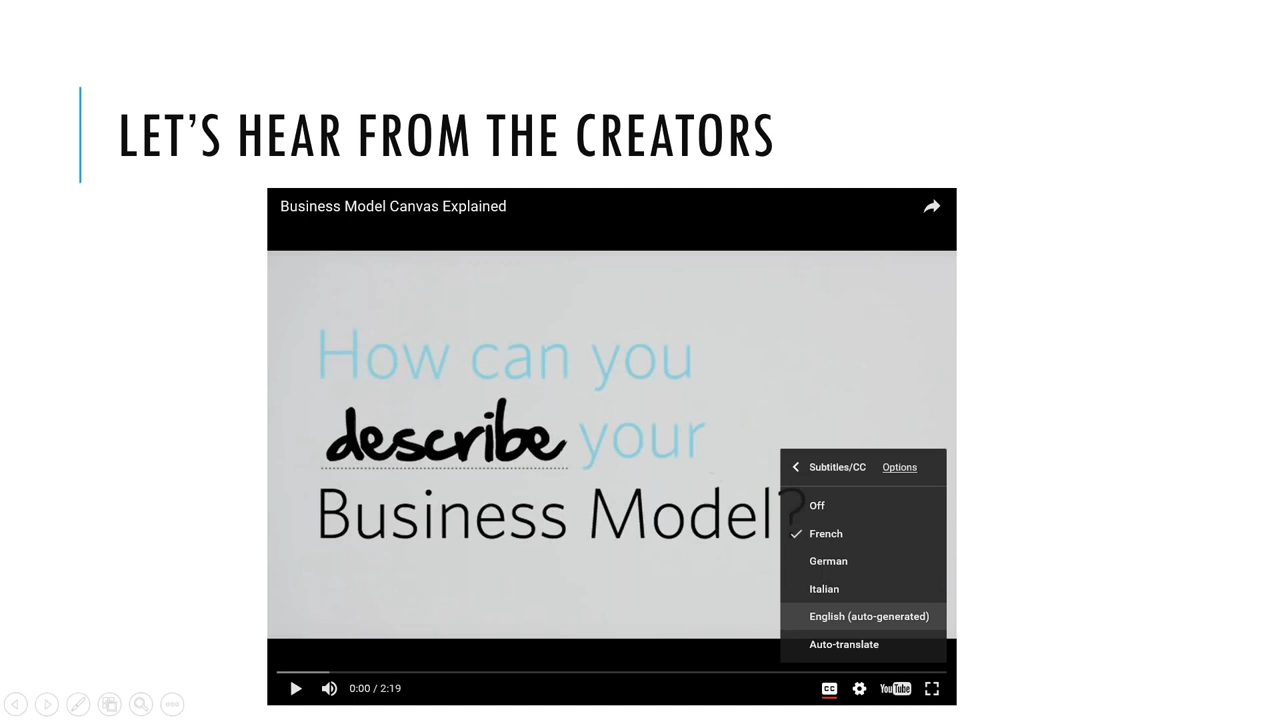 LET'S HEAR FROM THE CREATORS
Business Model Canvas Explained
How can you
describe your
Business Model?
Subtitles/CC Options
Off
French
German
Italian
English (auto-generated)
Auto-translate
0:00 / 2:19
CC
YouTube